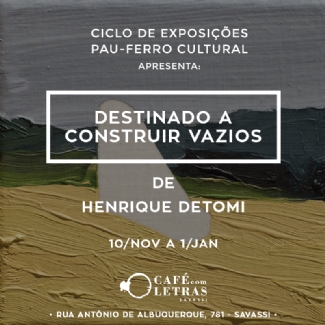 CICLO DE EXPOSIÇÕES
PAU-FERRO CULTURAL
APRESENTA:
DESTINADO A
CONSTRUIR VAZIOS
DE
HENRIQUE DETOMI
10/NOV A 1/JAN
CAFÉ com
LETRAS
SAVASSI
• RUA ANTÔNIO DE ALBUQUERQUE, 781 - SAVASSI •